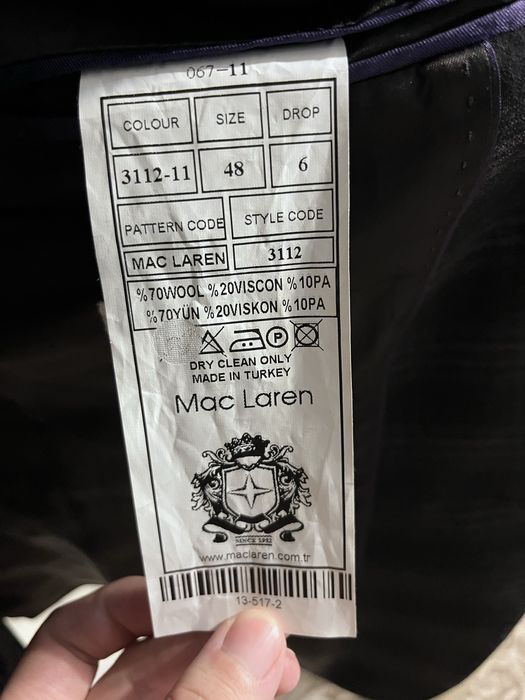 067-11
COLOUR SIZE DROP
3112-11 48 6
PATTERN CODE STYLE CODE
MAC LAREN 3112
%70WOOL %20VISCON %10PA
%70YÜN %20VISKON %10PA
P
DRY CLEAN ONLY
MADE IN TURKEY
Mac Laren
SINCE 1982
www.maclaren.com.tr
13-517-2